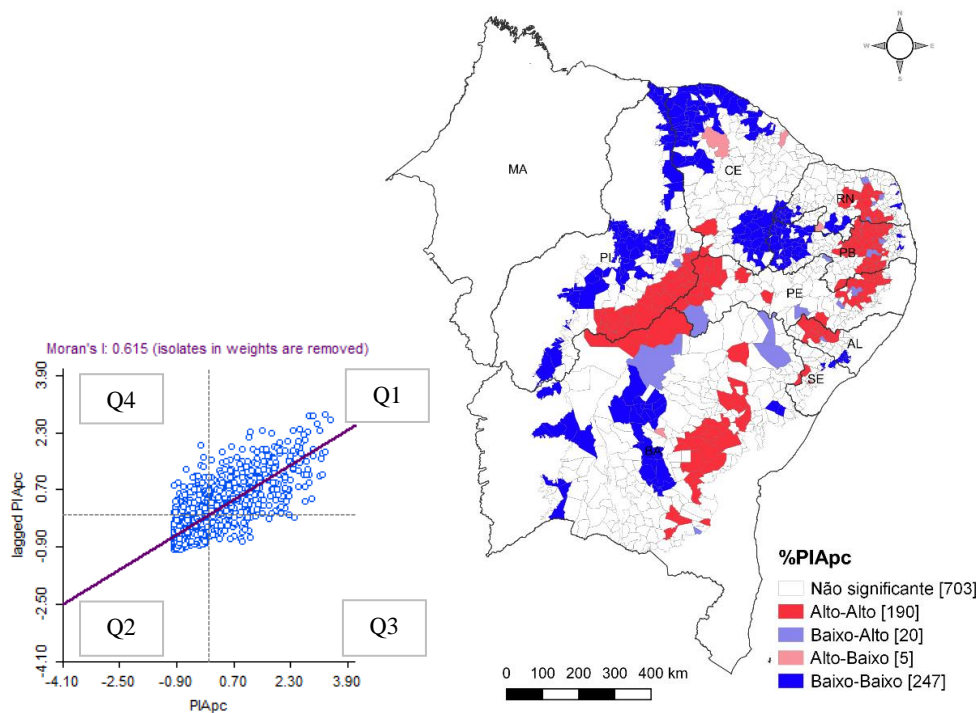 N
W
E
S
MA
CE
RN
PB
PI
PE
AL
SE
BA
Moran's I: 0.615 (isolates in weights are removed)
3.90
2.30
0.70
-0.90
-2.50
-4.10
lagged PIApc
Q4
Q1
Q2
Q3
-4.10 -2.50 -0.90 0.70 2.30 3.90
PIApc
%PIApc
Não significante [703]
Alto-Alto [190]
Baixo-Alto [20]
Alto-Baixo [5]
Baixo-Baixo [247]
0 100 200 300 400 km